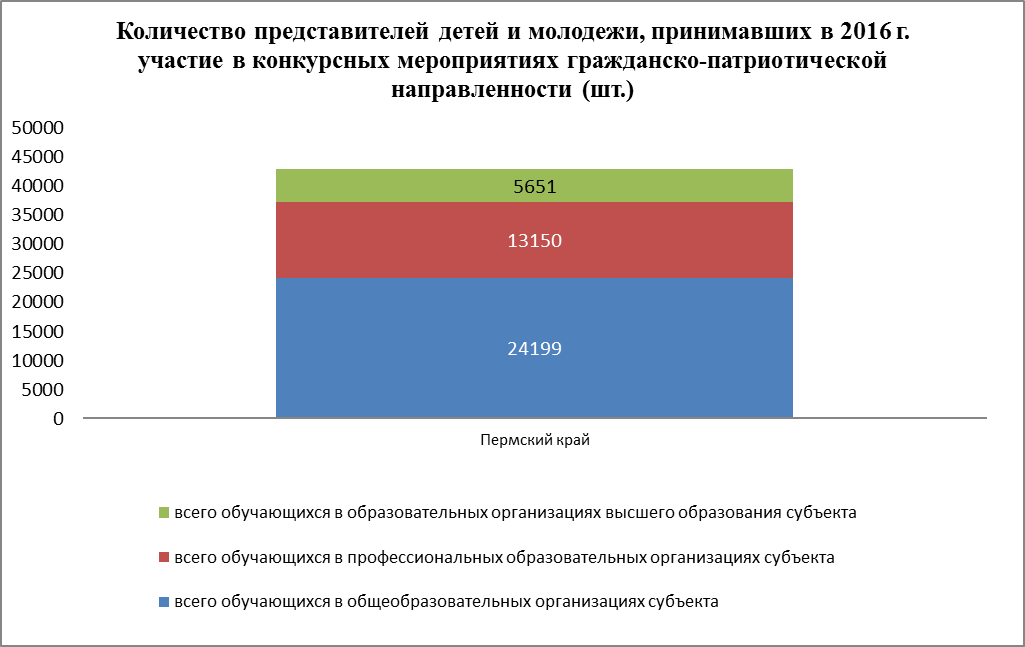 Количество представителей детей и молодежи, принимавших в 2016 г.
участие в конкурсных мероприятиях гражданско-патриотической
направленности (шт.)
50000
45000
40000
35000
30000
25000
20000
15000
10000
5000
0
5651
13150
24199
Пермский край
всего обучающихся в образовательных организациях высшего образования субъекта
всего обучающихся в профессиональных образовательных организациях субъекта
всего обучающихся в общеобразовательных организациях субъекта